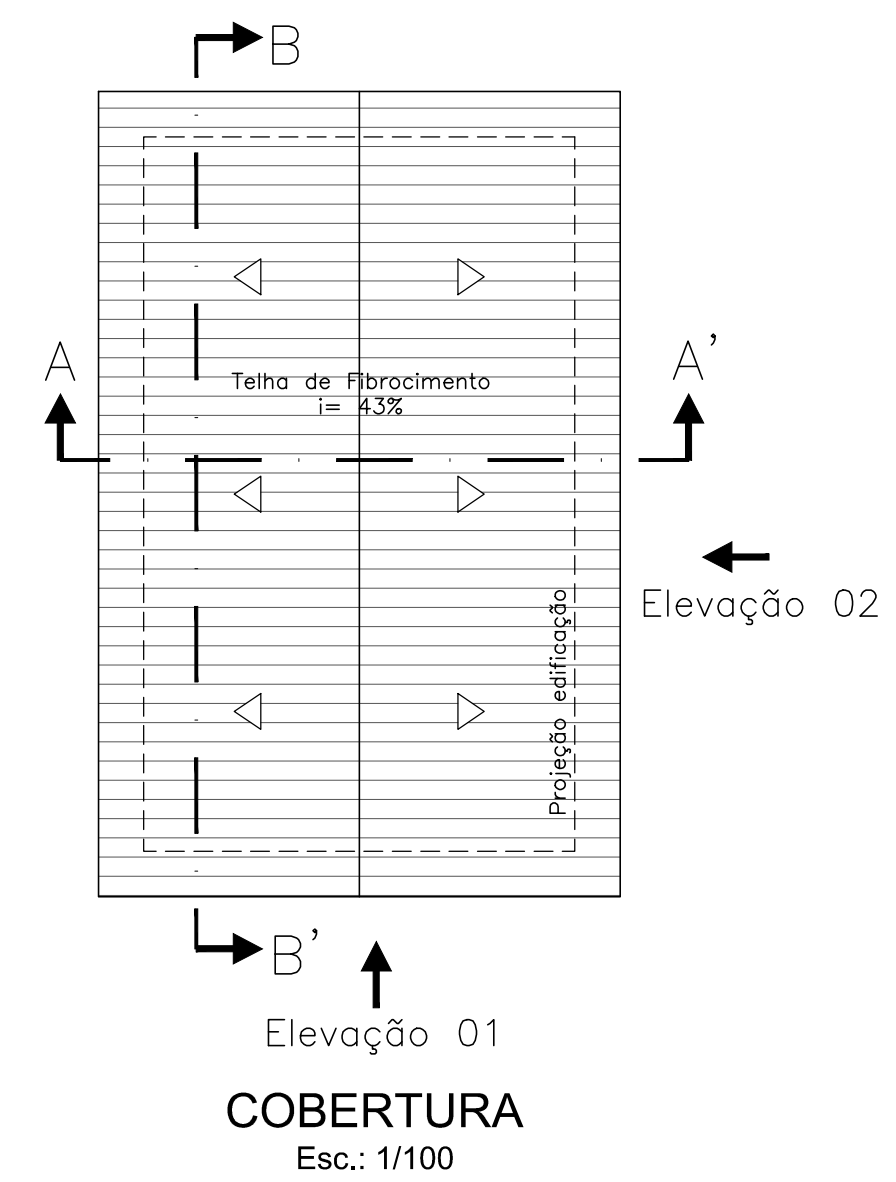 B
A
A’
Telha de Fibrocimento
i= 43%
Elevação 02
Projeção edificação
B’
Elevação 01
COBERTURA
Esc.: 1/100